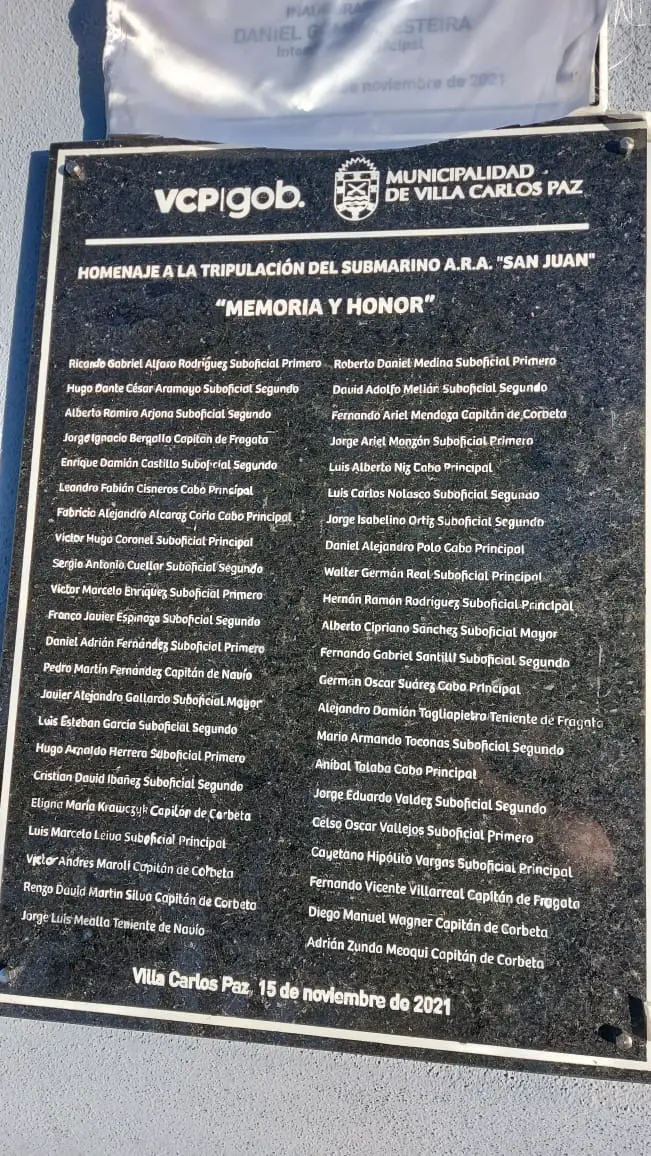 DANIEL
noviembre de 2021
VCP|gob.
MUNICIPALIDAD
DE VILLA CARLOS PAZ
HOMENAJE A LA TRIPULACIÓN DEL SUBMARINO A.R.A. "SAN JUAN"
“MEMORIA Y HONOR”
Ricardo Gabriel Alfaro Rodríguez Suboficial Primero
Hugo Dante César Aramayo Suboficial Segundo
Alberto Ramiro Arjona Suboficial Segundo
Jorge Ignacio Bergallo Capitán de Fragata
Enrique Damián Castillo Suboficial Segundo
Leandro Fabián Cisneros Cabo Principal
Fabricio Alejandro Alcaraz Coria Cabo Principal
Víctor Hugo Coronel Suboficial Principal
Sergio Antonio Cuellar Suboficial Segundo
Víctor Marcelo Enríquez Suboficial Primero
Franco Javier Espinoza Suboficial Segundo
Daniel Adrián Fernández Suboficial Primero
Pedro Martín Fernández Capitán de Navío
Javier Alejandro Gallardo Suboficial Mayor
Luis Esteban García Suboficial Segundo
Hugo Arnaldo Herrera Suboficial Primero
Cristian David Ibañez Suboficial Segundo
Eliana María Krawczyk Capitán de Corbeta
Luis Marcelo Leiva Suboficial Principal
Víctor Andres Maroli Capitán de Corbeta
Renzo David Martin Silva Capitán de Corbeta
Jorge Luis Mealla Teniente de Navío
Roberto Daniel Medina Suboficial Primero
David Adolfo Melián Suboficial Segundo
Fernando Ariel Mendoza Capitán de Corbeta
Jorge Ariel Monzón Suboficial Primero
Luis Alberto Niz Cabo Principal
Luis Carlos Nolasco Suboficial Segundo
Jorge Isabelino Ortiz Suboficial Segundo
Daniel Alejandro Polo Cabo Principal
Walter Germán Real Suboficial Principal
Hernán Ramón Rodríguez Suboficial Principal
Alberto Cipriano Sánchez Suboficial Mayor
Fernando Gabriel Santilli Suboficial Segundo
Germán Oscar Suárez Cabo Principal
Alejandro Damián Tagliapietra Teniente de Fragata
Mario Armando Toconas Suboficial Segundo
Aníbal Tolaba Cabo Principal
Jorge Eduardo Valdez Suboficial Segundo
Celso Oscar Vallejos Suboficial Primero
Cayetano Hipólito Vargas Suboficial Principal
Fernando Vicente Villarreal Capitán de Fragata
Diego Manuel Wagner Capitán de Corbeta
Adrián Zunda Meoqui Capitán de Corbeta
Villa Carlos Paz, 15 de noviembre de 2021